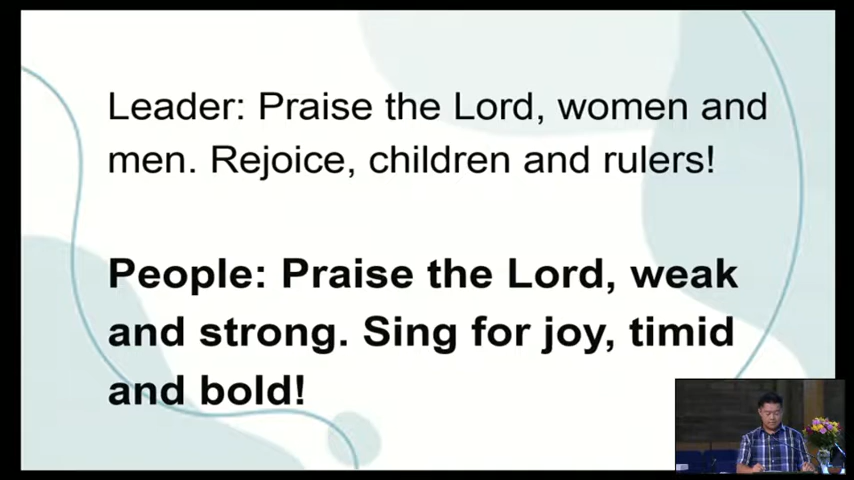 Leader: Praise the Lord, women and
men. Rejoice, children and rulers!
People: Praise the Lord, weak
and strong. Sing for joy, timid
and bold!